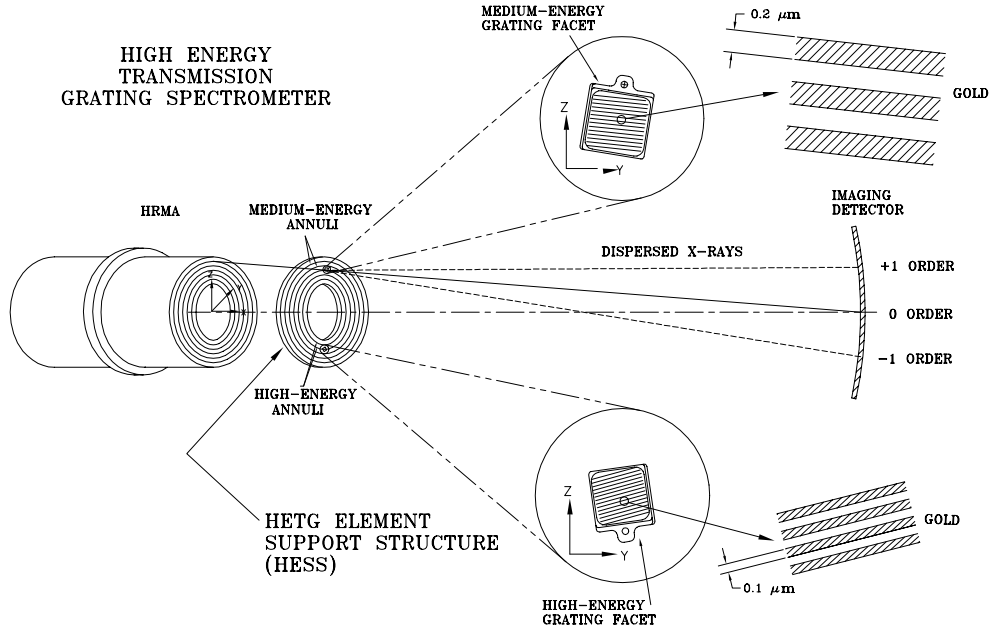 HIGH ENERGY
TRANSMISSION
GRATING SPECTROMETER
MEDIUM-ENERGY
GRATING FACET
0.2 μm
GOLD
Z
Y
HRMA
MEDIUM-ENERGY
ANNULI
IMAGING
DETECTOR
DISPERSED X-RAYS
+1 ORDER
0 ORDER
-1 ORDER
Z
Y
X
HIGH-ENERGY
ANNULI
HETG ELEMENT
SUPPORT STRUCTURE
(HESS)
Z
Y
GOLD
0.1 μm
HIGH-ENERGY
GRATING FACET